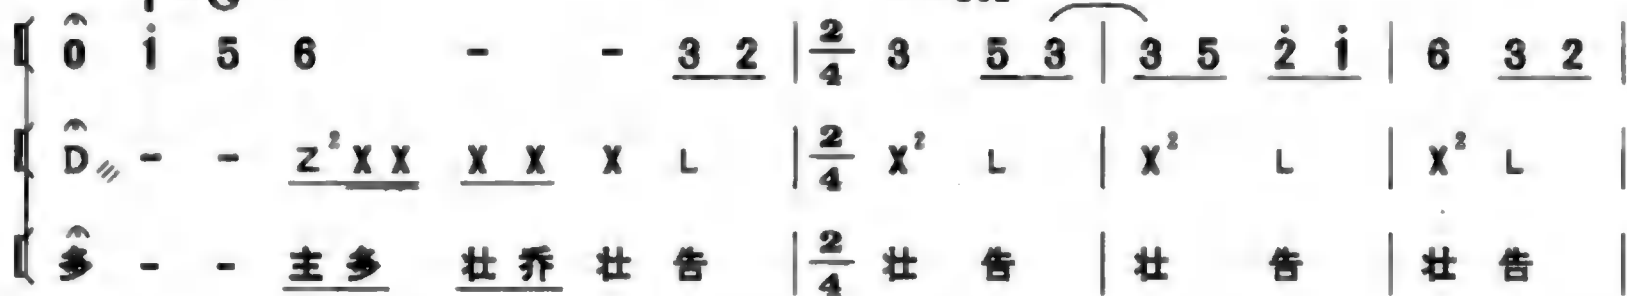 0 i 5 6 - - 3 2 | 2/4 3 5 3 | 3 5 2̇ i | 6 3 2 |
D - - Z² X X X X X L | 2/4 X² L | X² L | X² L |
多 - - 主 多 壮 乔 壮 告 | 2/4 壮 告 | 壮 告 | 壮 告 |